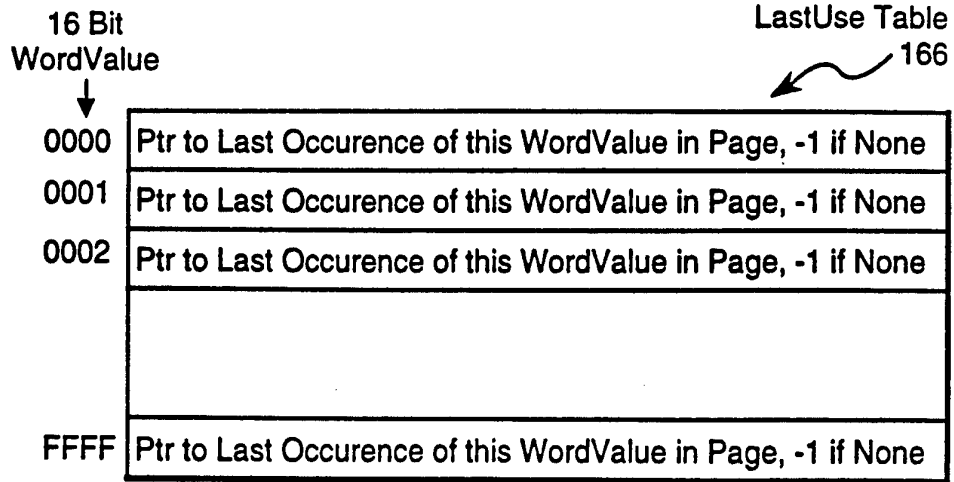 16 Bit
WordValue
LastUse Table
166
0000 Ptr to Last Occurence of this WordValue in Page, -1 if None
0001 Ptr to Last Occurence of this WordValue in Page, -1 if None
0002 Ptr to Last Occurence of this WordValue in Page, -1 if None
FFFF Ptr to Last Occurence of this WordValue in Page, -1 if None